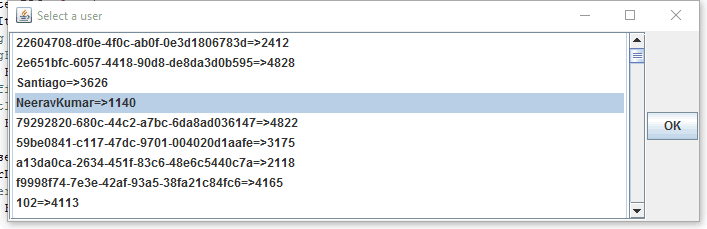 Select a user
22604708-df0e-4f0c-ab0f-0e3d1806783d=>2412
2e651bfc-6057-4418-90d8-de8da3d0b595=>4828
Santiago=>3626
NeeravKumar=>1140
79292820-680c-44c2-a7bc-6da8ad036147=>4822
59be0841-c117-47dc-9701-004020d1aafe=>3175
a13da0ca-2634-451f-83c6-48e6c5440c7a=>2118
f9998f74-7e3e-42af-93a5-38fa21c84fc6=>4165
102=>4113
OK